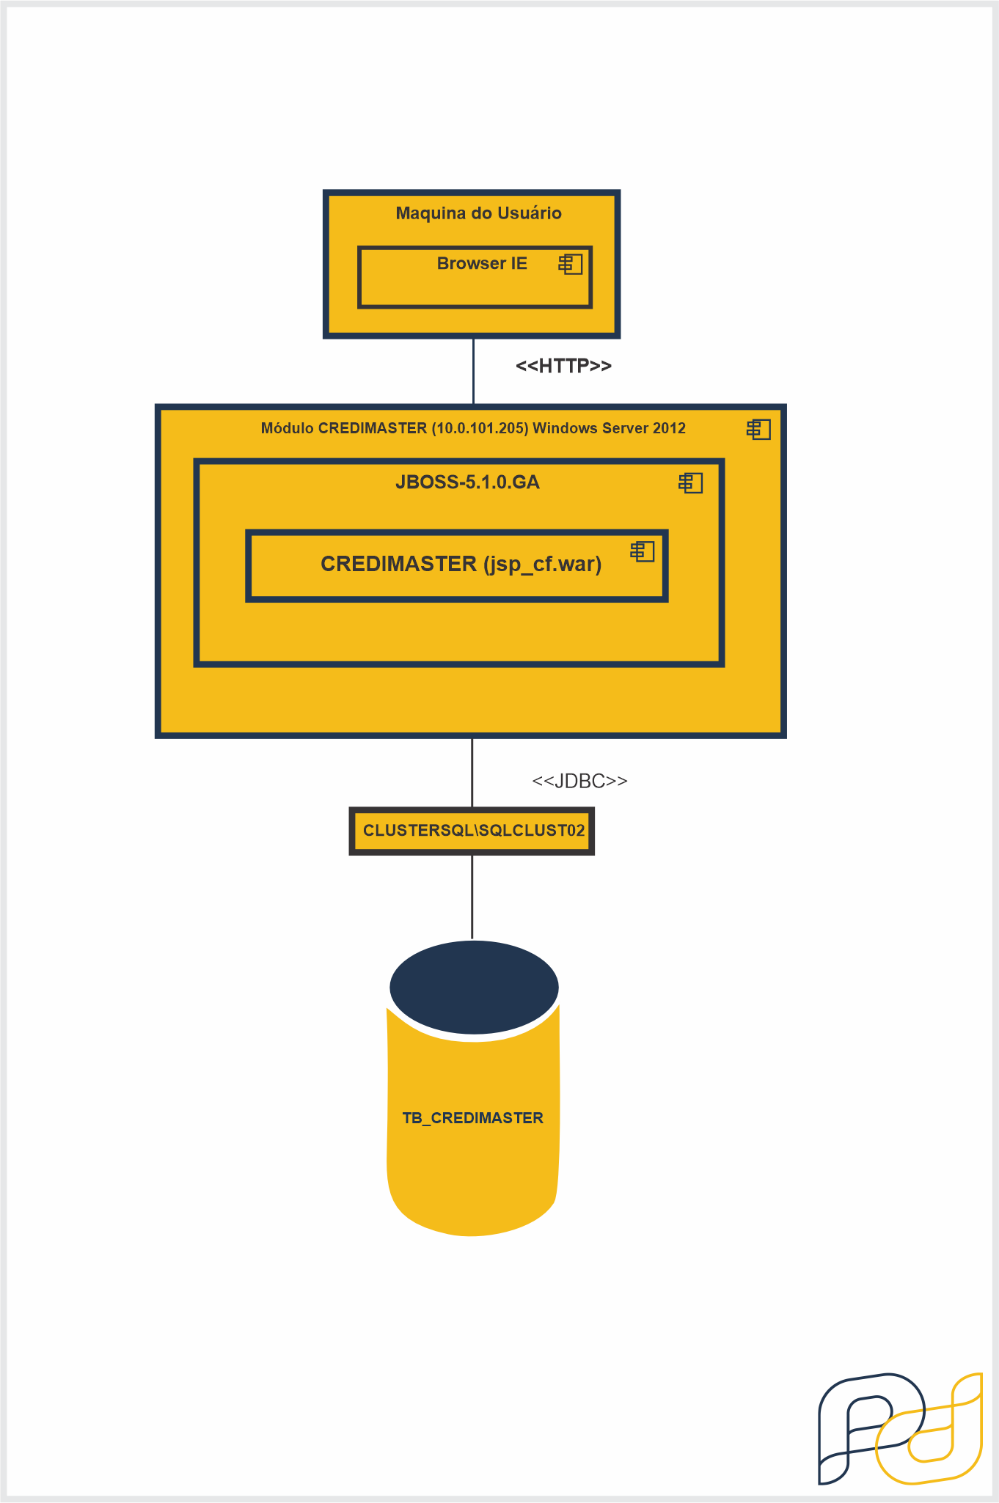 Maquina do Usuário
Browser IE
<<HTTP>>
Módulo CREDIMASTER (10.0.101.205) Windows Server 2012
JBOSS-5.1.0.GA
CREDIMASTER (jsp_cf.war)
<<JDBC>>
CLUSTERSQL\SQLCLUST02
TB_CREDIMASTER